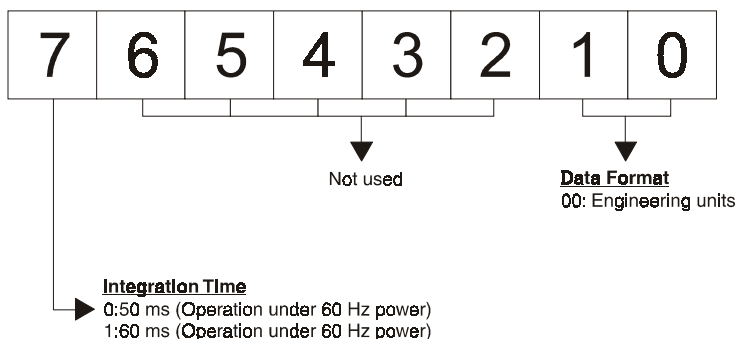 7 6 5 4 3 2 1 0
Not used
Data Format
00: Engineering units
Integration Time
0:50 ms (Operation under 60 Hz power)
1:60 ms (Operation under 60 Hz power)